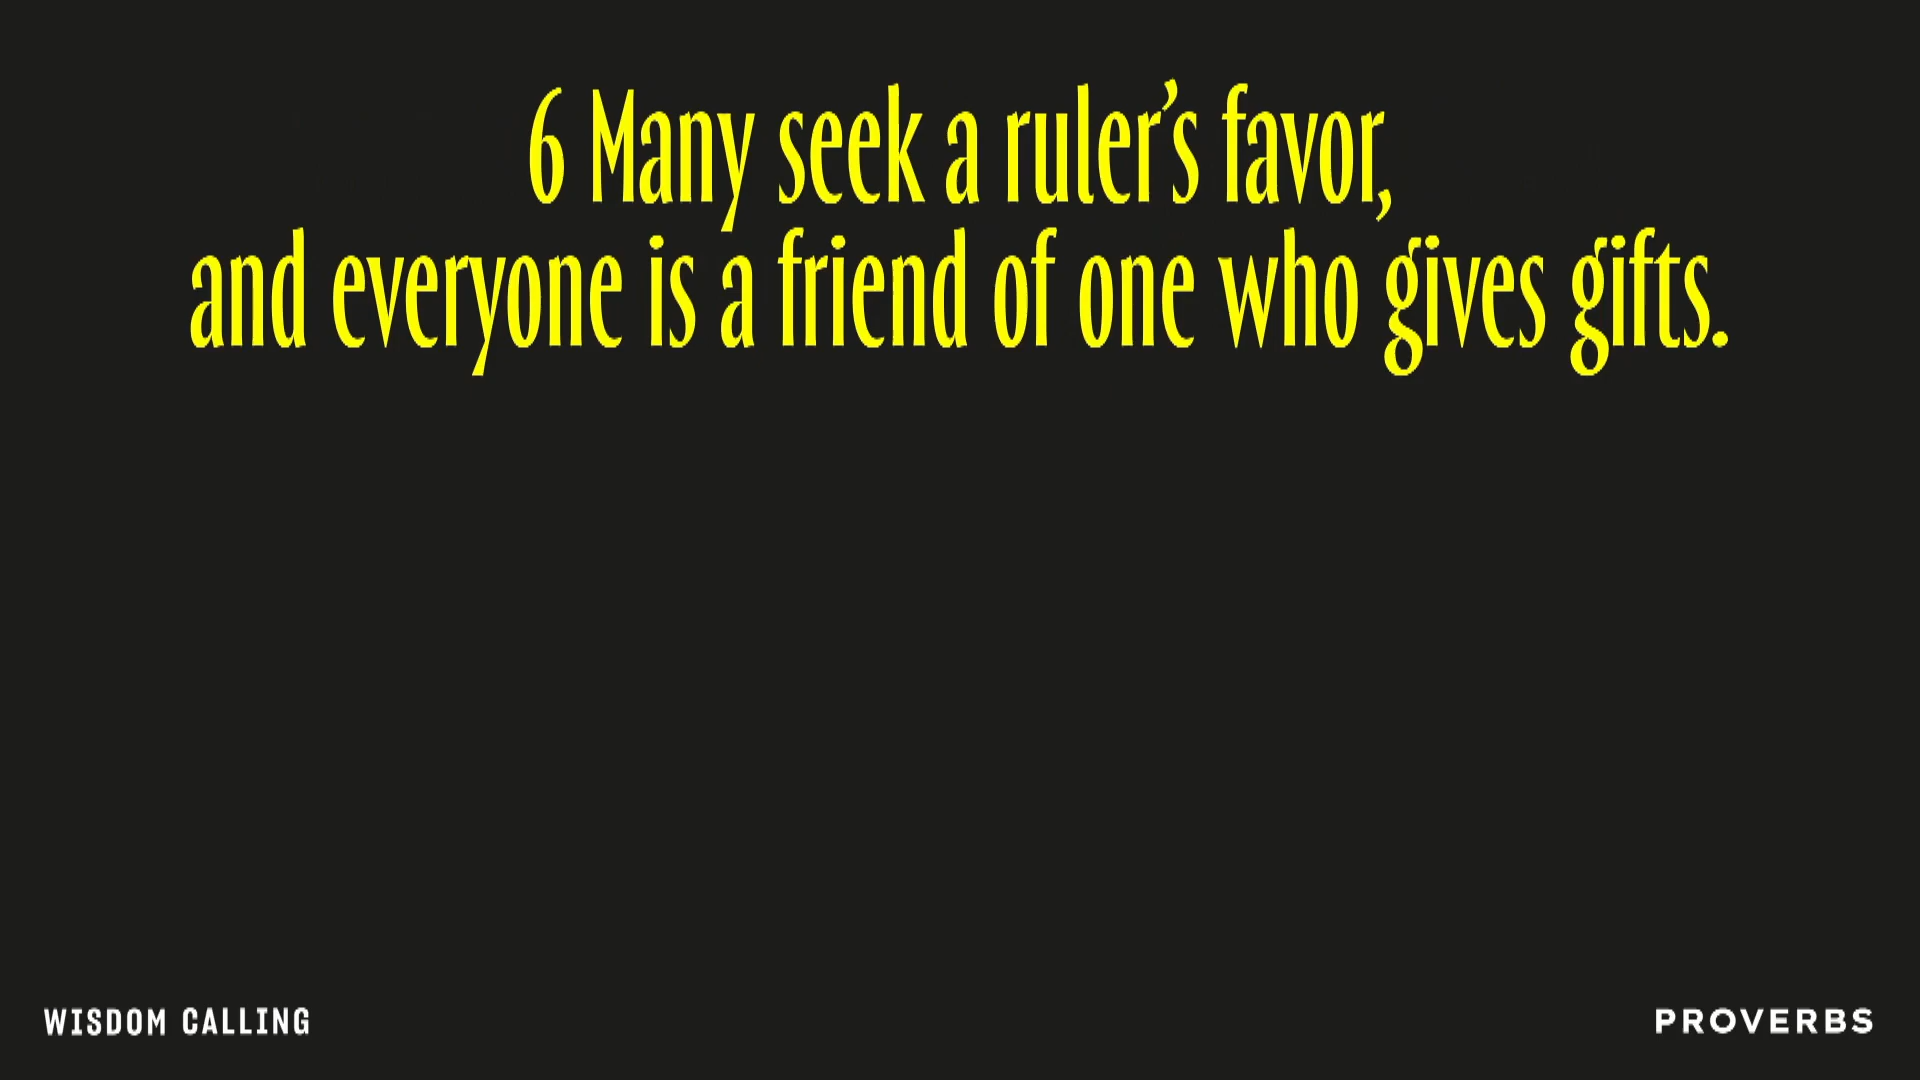 6 Many seek a ruler’s favor,
and everyone is a friend of one who gives gifts.
WISDOM CALLING
PROVERBS